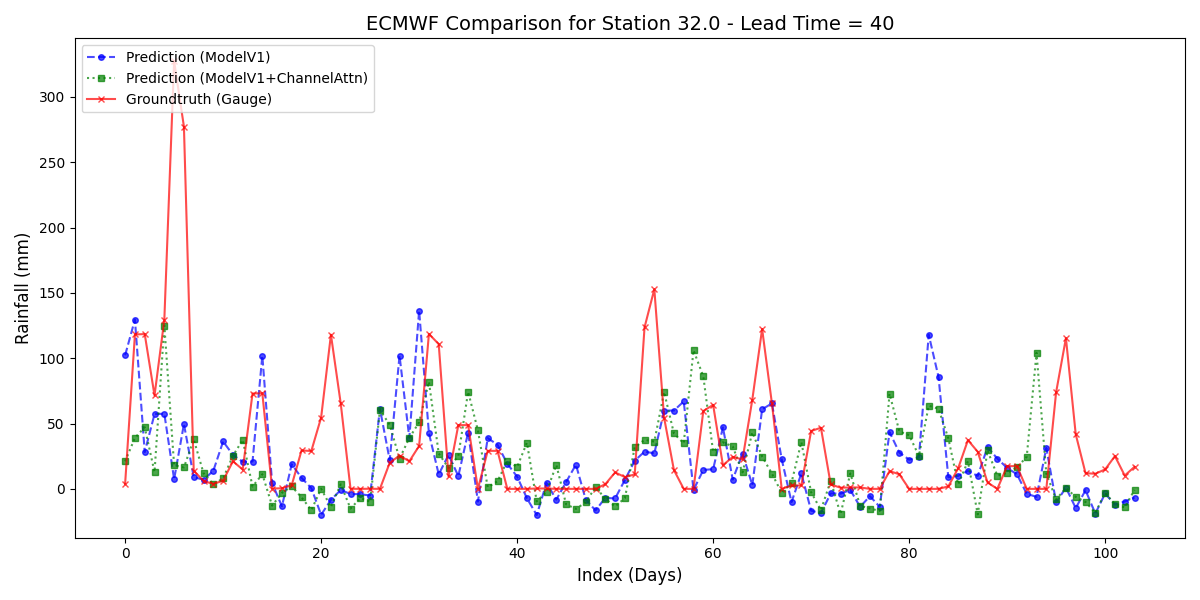 ECMWF Comparison for Station 32.0 - Lead Time = 40
Prediction (ModelV1)
Prediction (ModelV1+ChannelAttn)
Groundtruth (Gauge)
300
250
200
150
100
50
0
Rainfall (mm)
0 20 40 60 80 100
Index (Days)